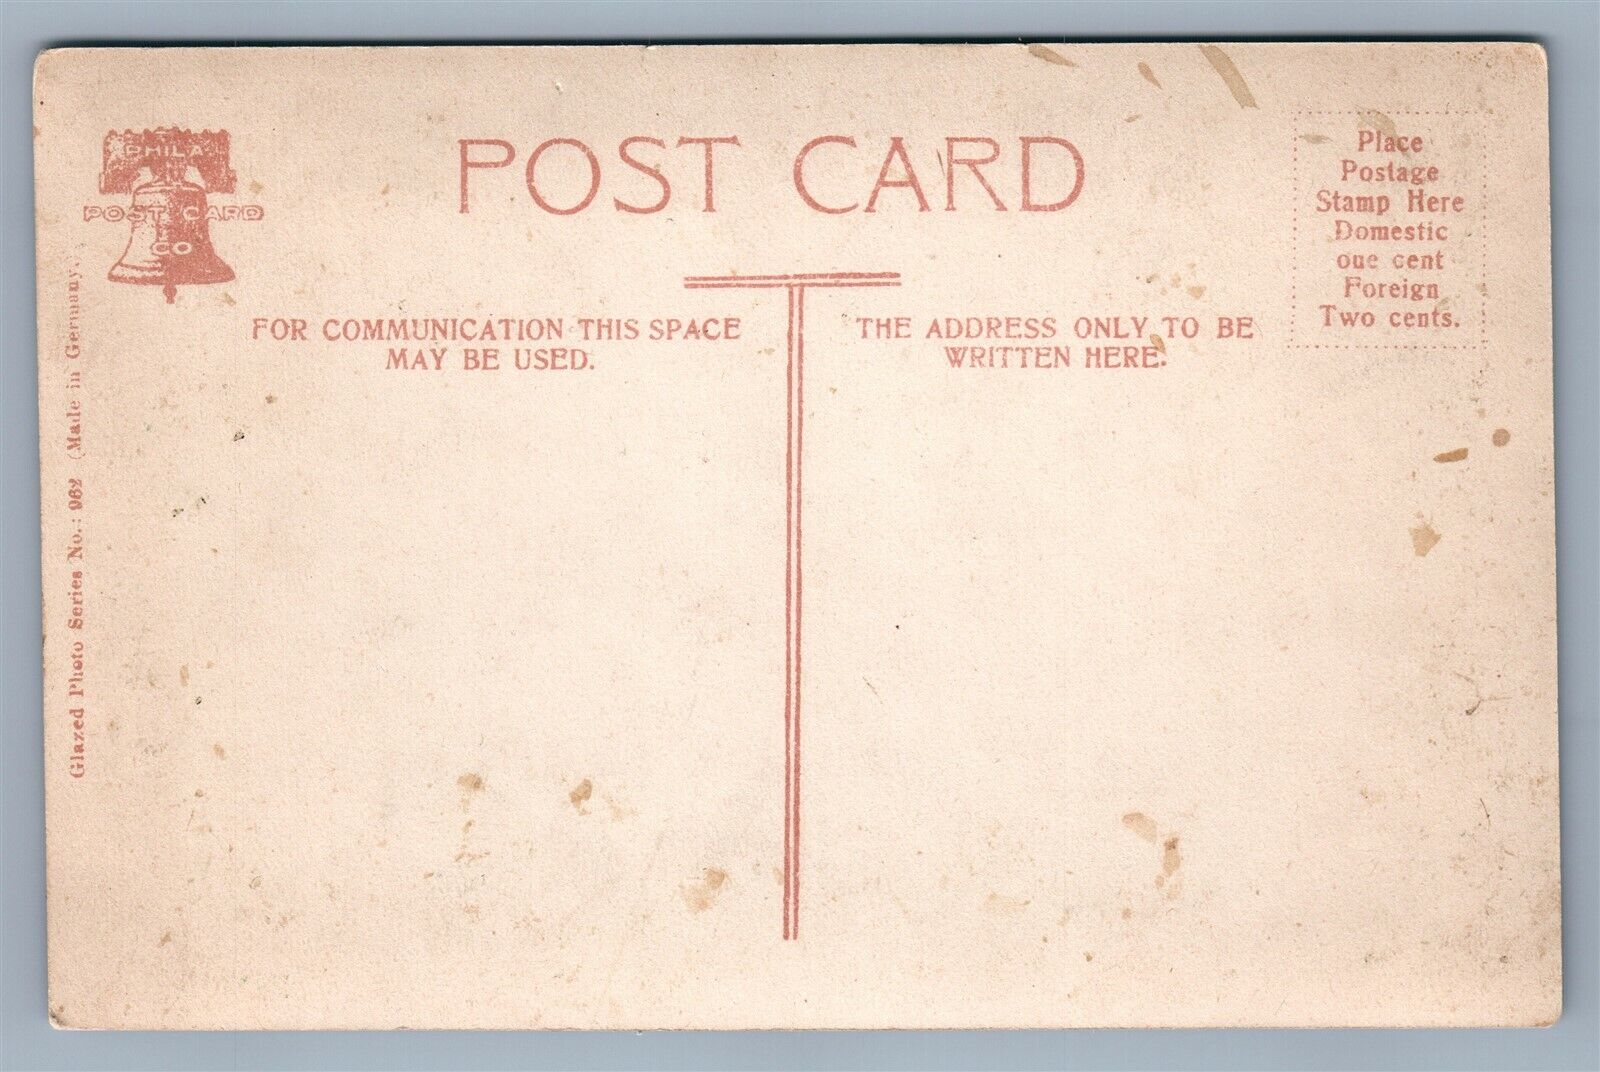 PHILA
POST CARD
CO
POST CARD
Place
Postage
Stamp Here
Domestic
one cent
Foreign
Two cents.
FOR COMMUNICATION THIS SPACE
MAY BE USED.
THE ADDRESS ONLY TO BE
WRITTEN HERE.
Glazed Photo Series No.: 962 (Made in Germany.